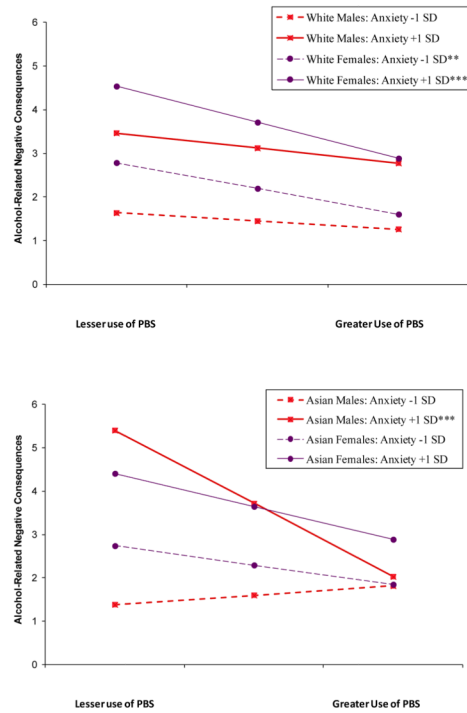 White Males: Anxiety -1 SD
White Males: Anxiety +1 SD
White Females: Anxiety -1 SD**
White Females: Anxiety +1 SD***
Alcohol-Related Negative Consequences
6
5
4
3
2
1
0
Lesser use of PBS Greater Use of PBS
Asian Males: Anxiety -1 SD
Asian Males: Anxiety +1 SD***
Asian Females: Anxiety -1 SD
Asian Females: Anxiety +1 SD
Alcohol-Related Negative Consequences
6
5
4
3
2
1
0
Lesser use of PBS Greater Use of PBS